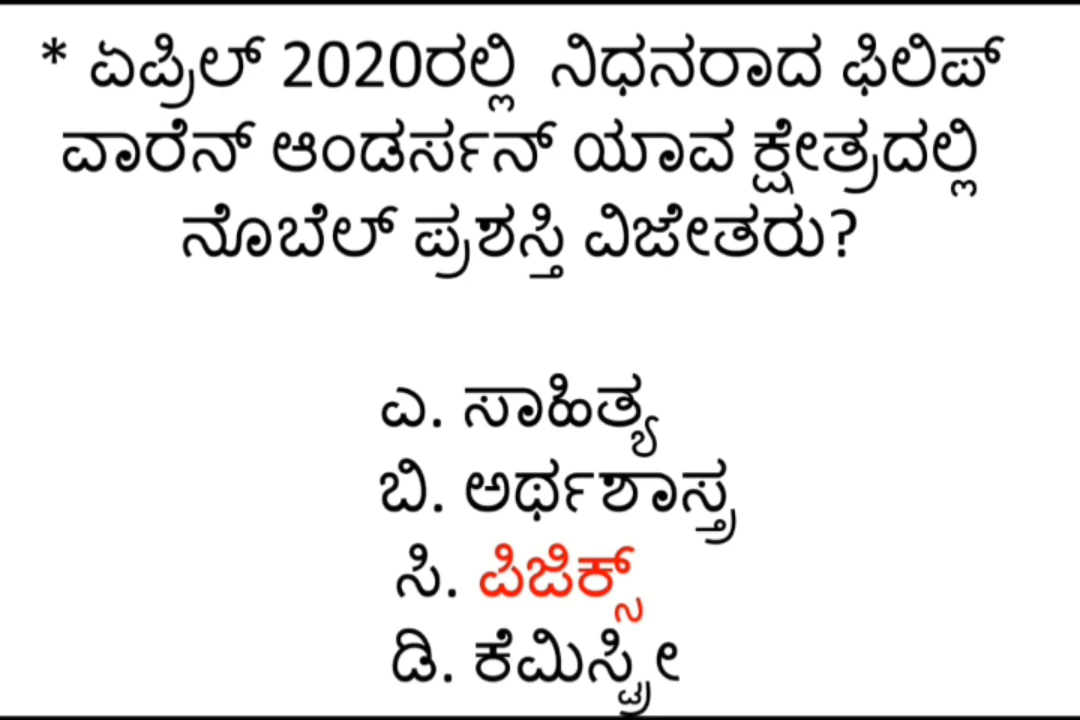 * ಏಪ್ರಿಲ್ 2020ರಲ್ಲಿ ನಿಧನರಾದ ಫಿಲಿಪ್
ವಾರೆನ್ ಆಂಡರ್ಸನ್ ಯಾವ ಕ್ಷೇತ್ರದಲ್ಲಿ
ನೊಬೆಲ್ ಪ್ರಶಸ್ತಿ ವಿಜೇತರು?
ಎ. ಸಾಹಿತ್ಯ
ಬಿ. ಅರ್ಥಶಾಸ್ತ್ರ
ಸಿ. ಪಿಜಿಕ್ಸ್
ಡಿ. ಕೆಮಿಸ್ಟ್ರೀ